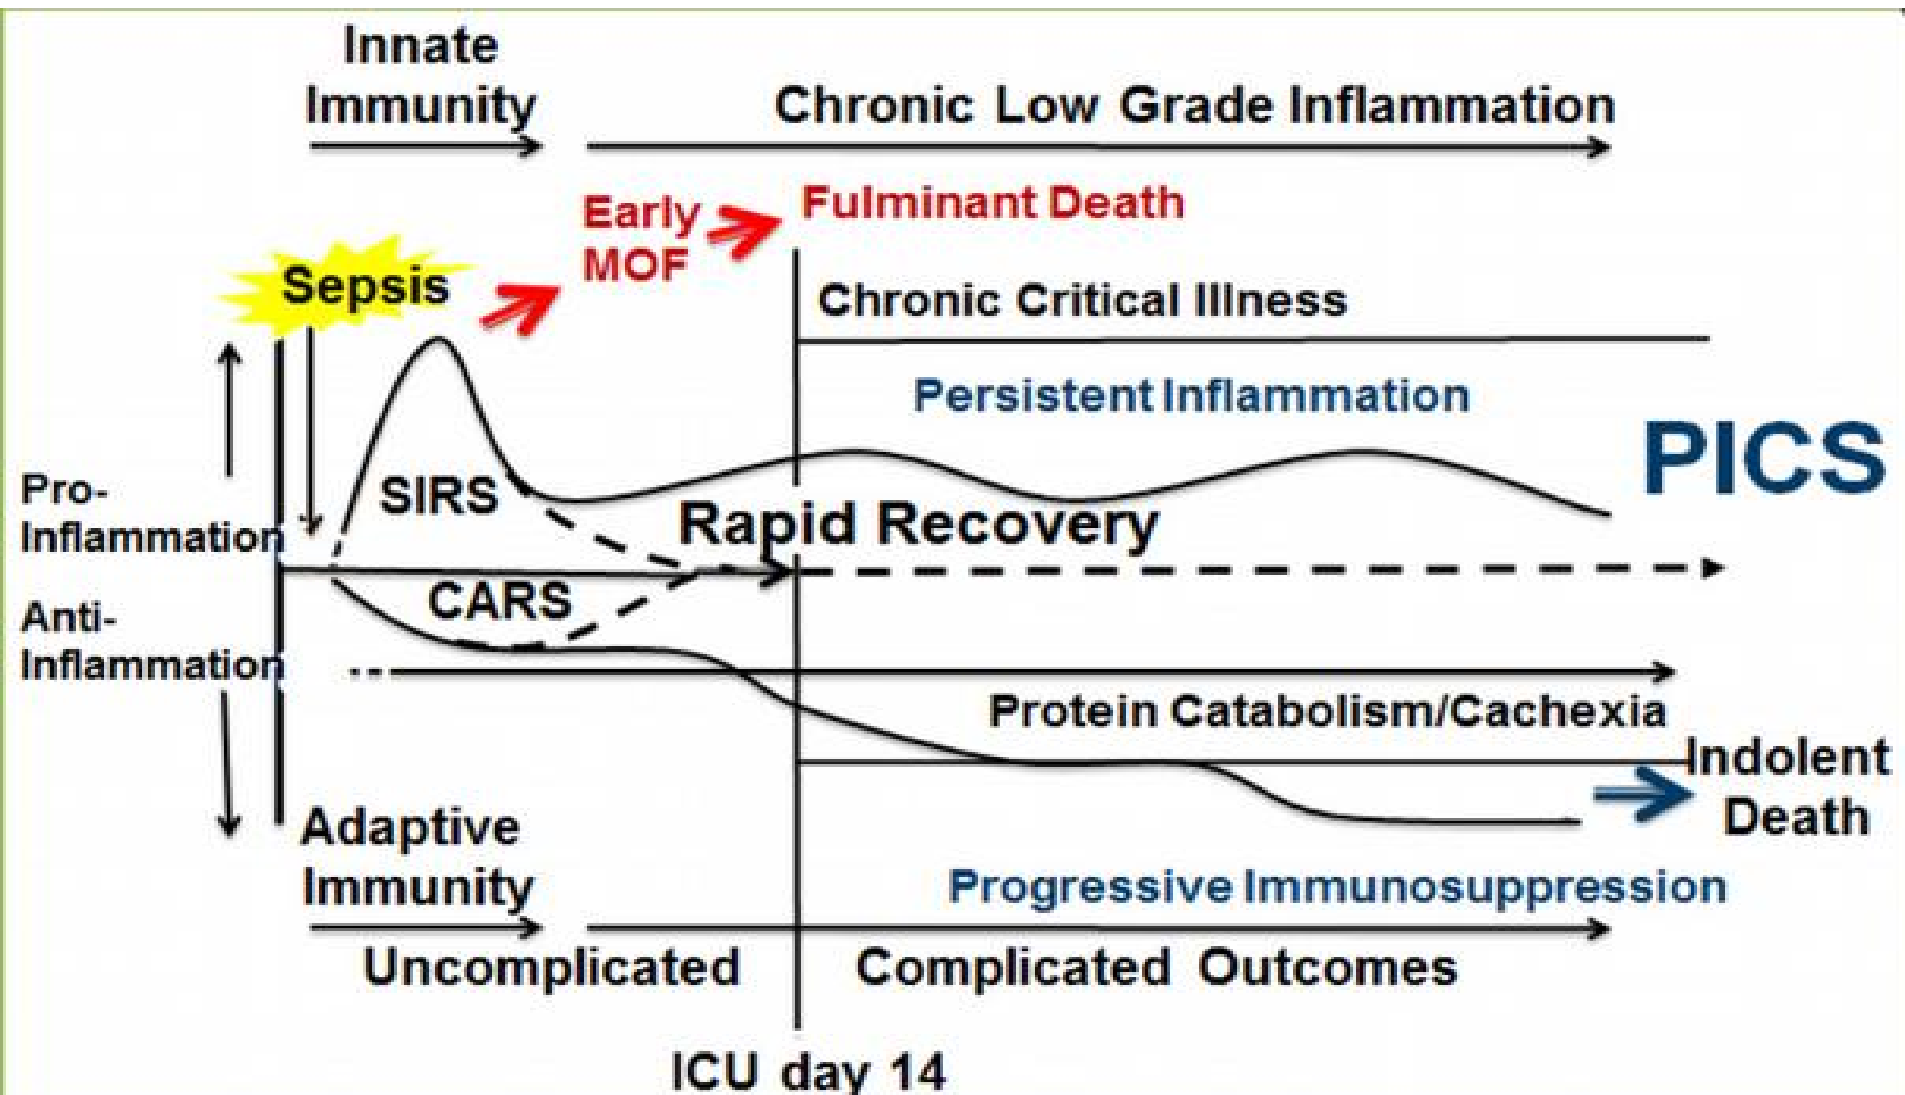 Innate
Immunity
Chronic Low Grade Inflammation
Early
MOF
Fulminant Death
Sepsis
Chronic Critical Illness
Persistent Inflammation
PICS
Pro-
Inflammation
SIRS
Rapid Recovery
CARS
Anti-
Inflammation
Protein Catabolism/Cachexia
Indolent
Death
Adaptive
Immunity
Progressive Immunosuppression
Uncomplicated
Complicated Outcomes
ICU day 14